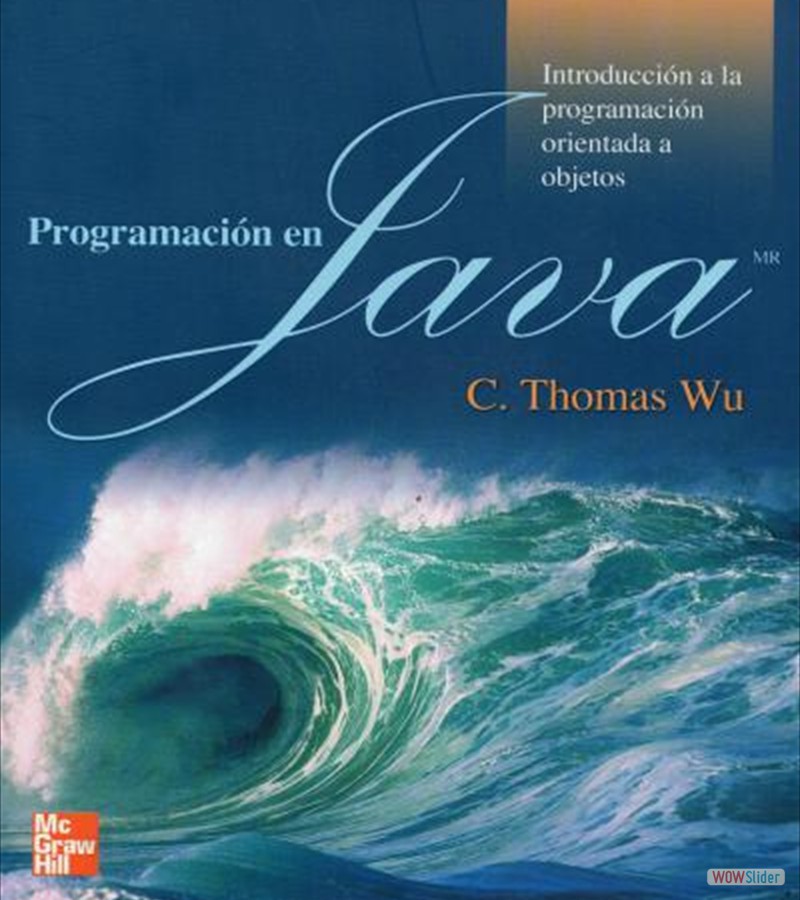 Introducción a la
programación
orientada a
objetos
Programación en
Java MR
C. Thomas Wu
Mc
Graw
Hill
WOWSlider